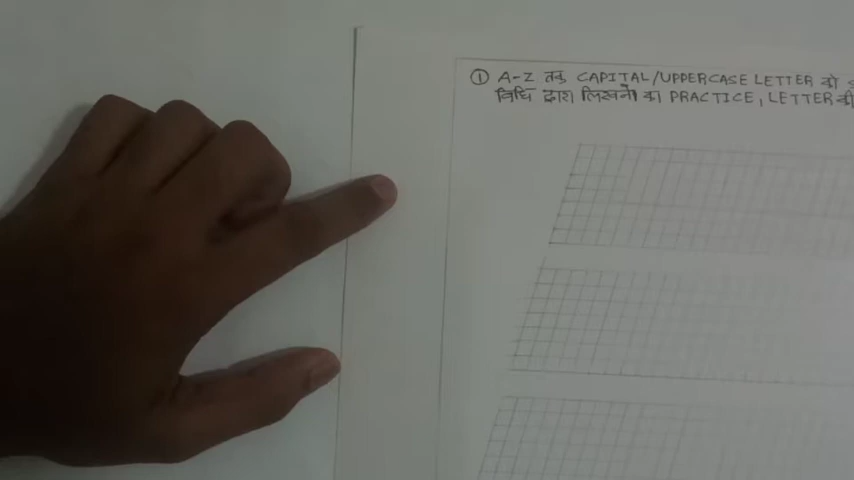 ① A-Z तक CAPITAL/UPPERCASE LETTER को
विधि द्वारा लिखने का PRACTICE, LETTER की